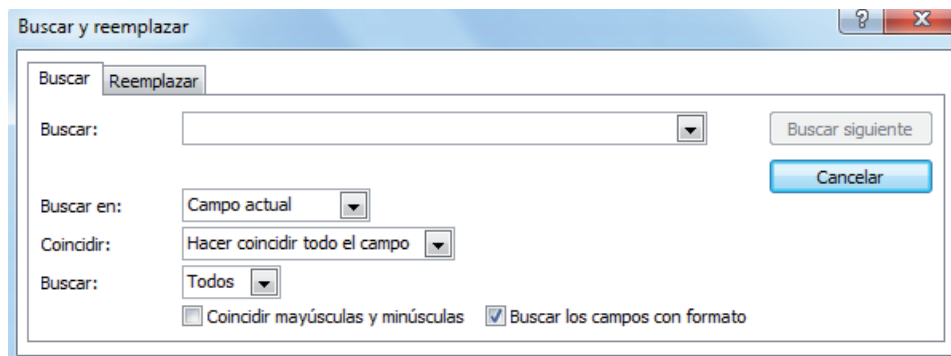 Buscar y reemplazar
Buscar Reemplazar
Buscar: Buscar siguiente
Cancelar
Buscar en: Campo actual
Coincidir: Hacer coincidir todo el campo
Buscar: Todos
Coincidir mayúsculas y minúsculas Buscar los campos con formato